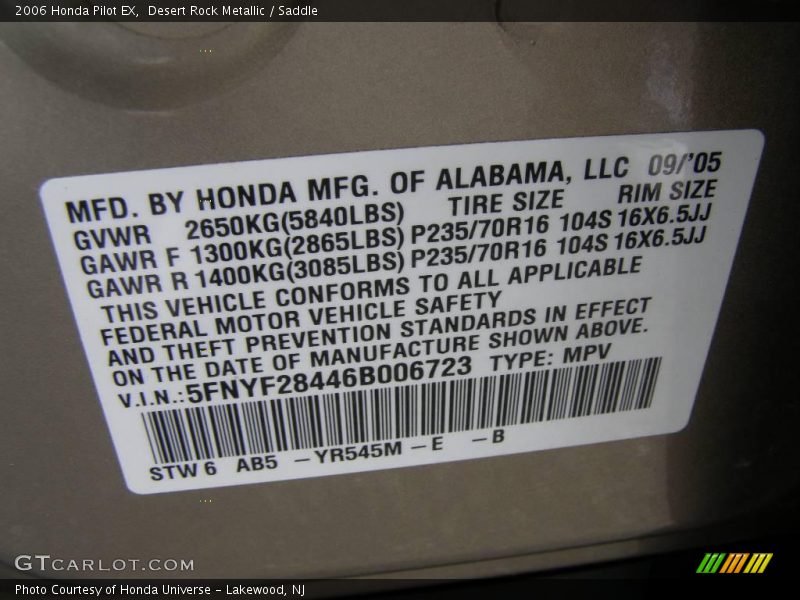 2006 Honda Pilot EX,  Desert Rock Metallic / Saddle
MFD. BY HONDA MFG. OF ALABAMA, LLC 09/'05
GVWR 2650KG(5840LBS) TIRE SIZE RIM SIZE
GAWR F 1300KG(2865LBS) P235/70R16 104S 16X6.5JJ
GAWR R 1400KG(3085LBS) P235/70R16 104S 16X6.5JJ
THIS VEHICLE CONFORMS TO ALL APPLICABLE
FEDERAL MOTOR VEHICLE SAFETY
AND THEFT PREVENTION STANDARDS IN EFFECT
ON THE DATE OF MANUFACTURE SHOWN ABOVE.
V.I.N.:5FNYF28446B006723 TYPE: MPV
STW 6 AB5 –YR545M –E –B
GTCARLOT.COM
Photo Courtesy of Honda Universe - Lakewood, NJ